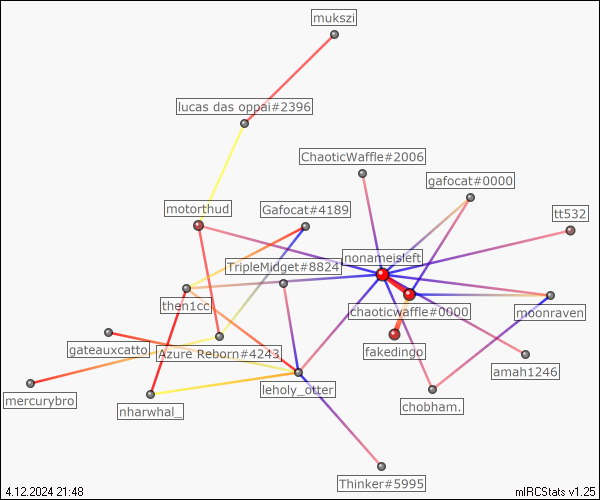 mukszi
lucas das oppai#2396
ChaoticWaffle#2006
gafocat#0000
motorthud
Gafocat#4189
tt532
nonameisleft
TripleMidget#8824
then1cci
chaoticwaffle#0000
moonraven
gateauxcatto
Azure Reborn#4243
fakedingo
amah1246
leholy_otter
mercurybro
nharwhal_
chobham.
Thinker#5995
4.12.2024 21:48
mIRCStats v1.25